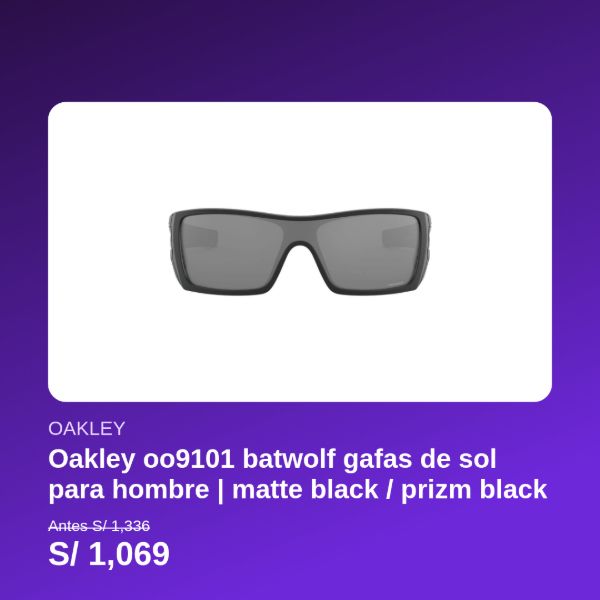 OAKLEY
Oakley oo9101 batwolf gafas de sol
para hombre | matte black / prizm black
Antes S/ 1,336
S/ 1,069